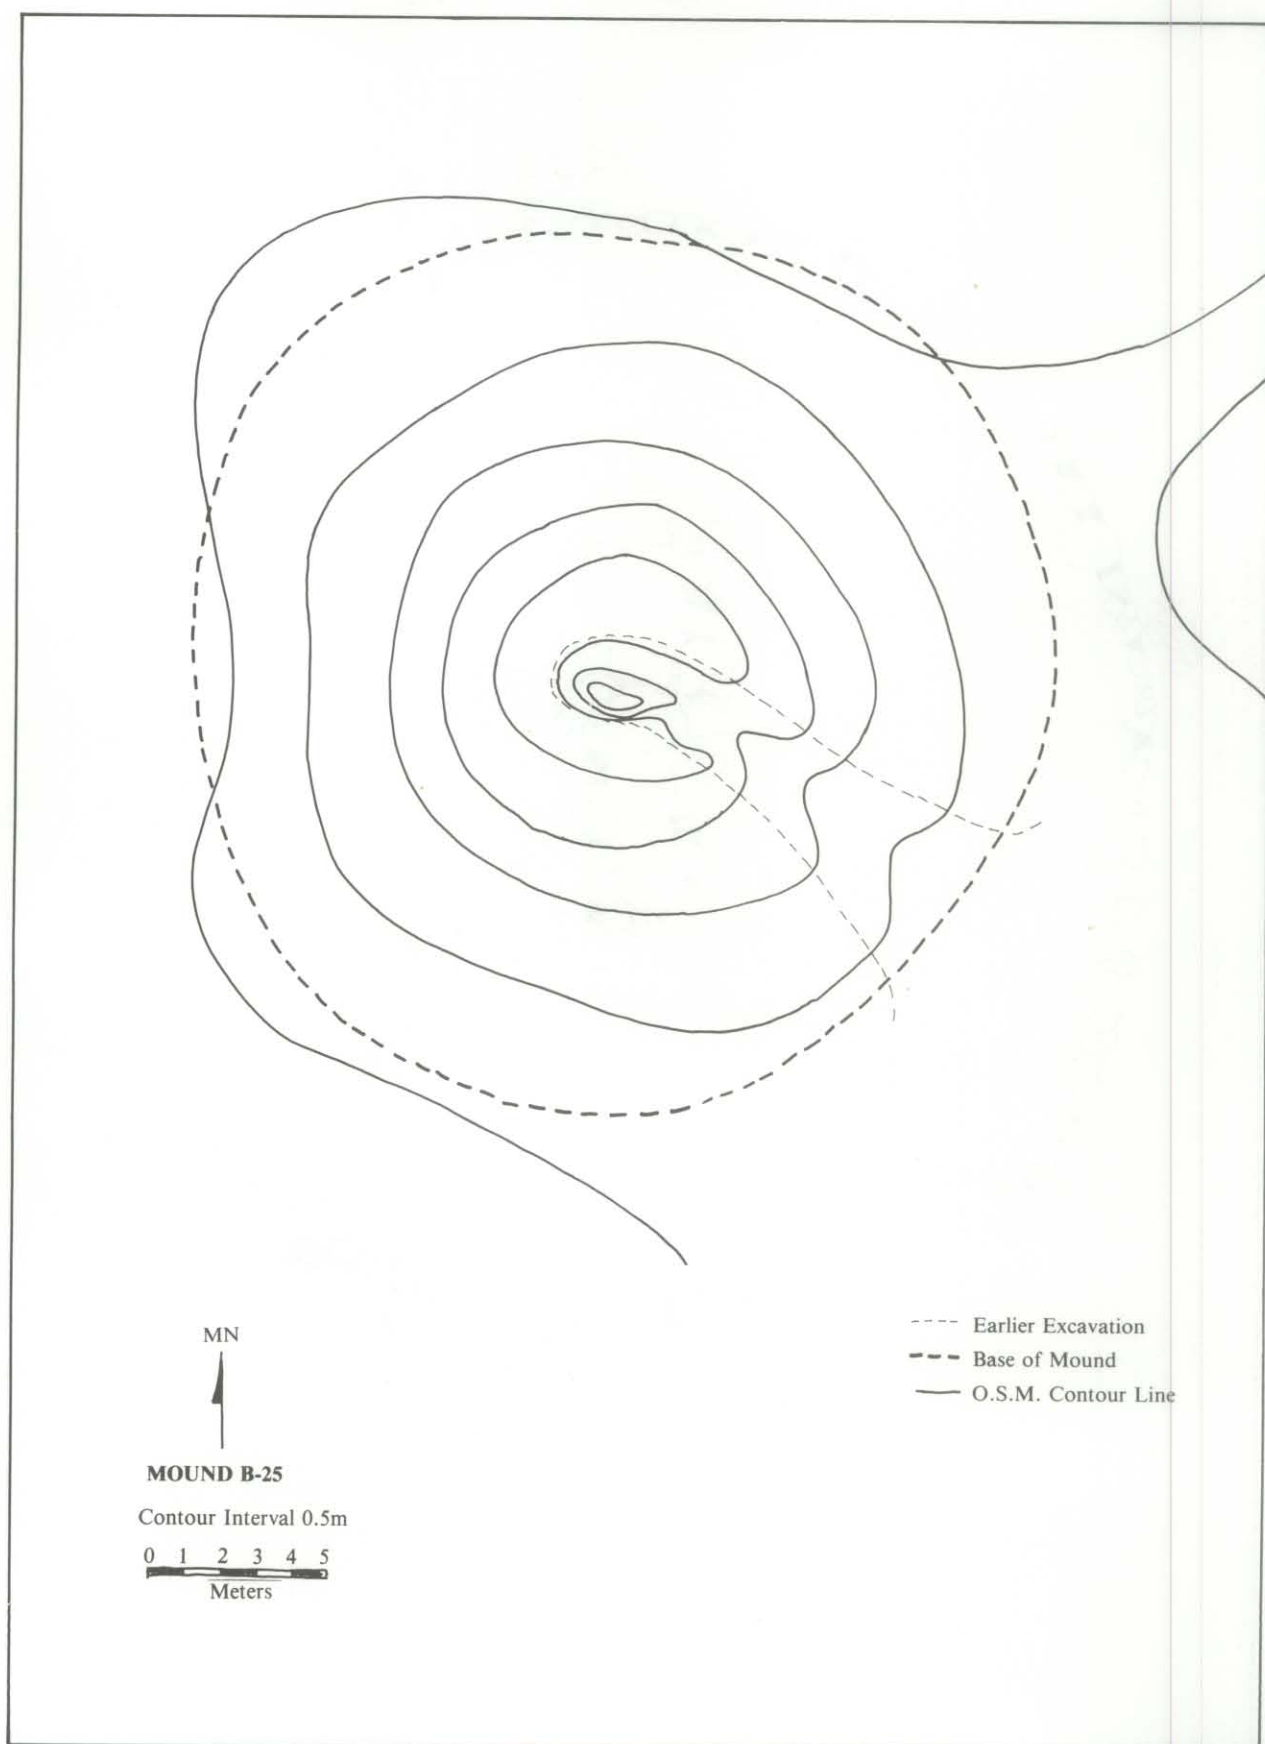 MN
MOUND B-25
Contour Interval 0.5m
0 1 2 3 4 5
Meters
Earlier Excavation
Base of Mound
O.S.M. Contour Line